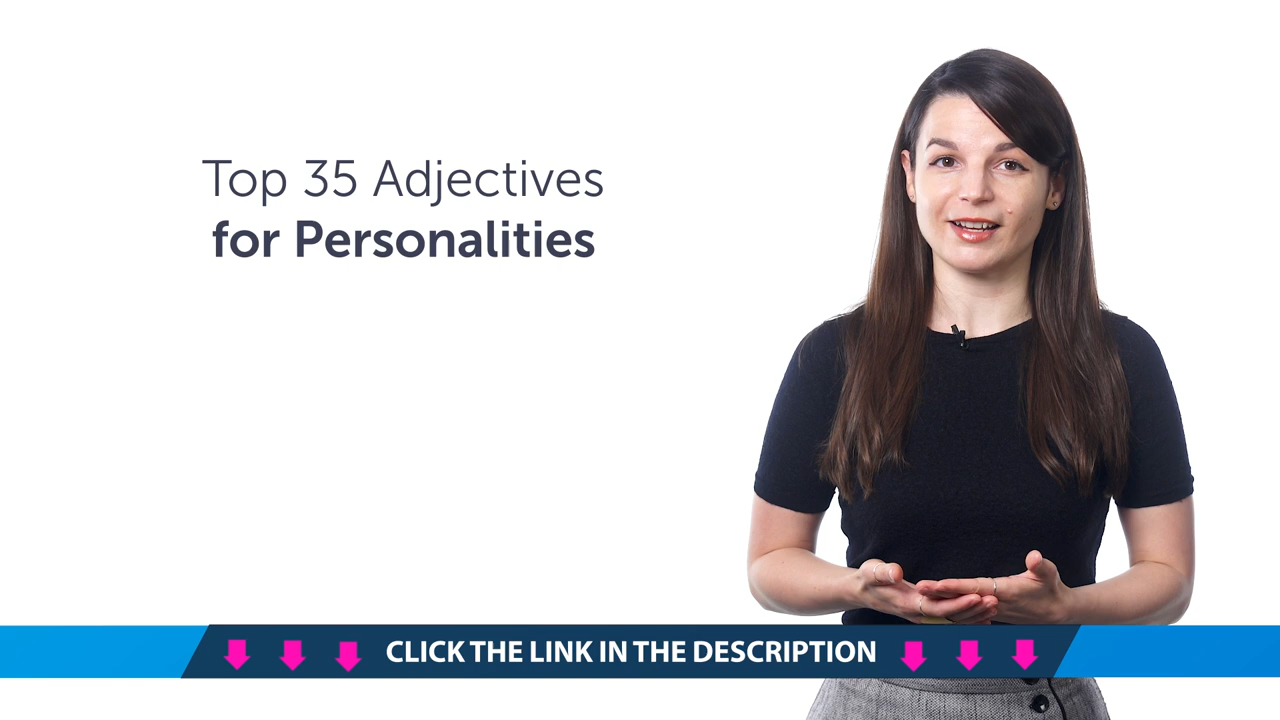 Top 35 Adjectives
for Personalities
CLICK THE LINK IN THE DESCRIPTION